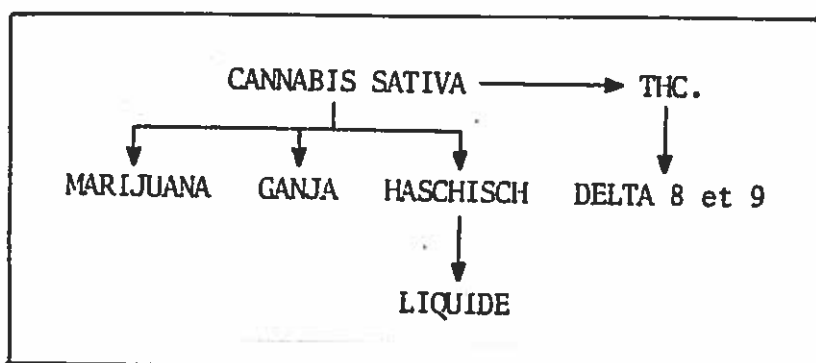 CANNABIS SATIVA THC.
MARIJUANA GANJA HASCHISCH DELTA 8 et 9
LIQUIDE